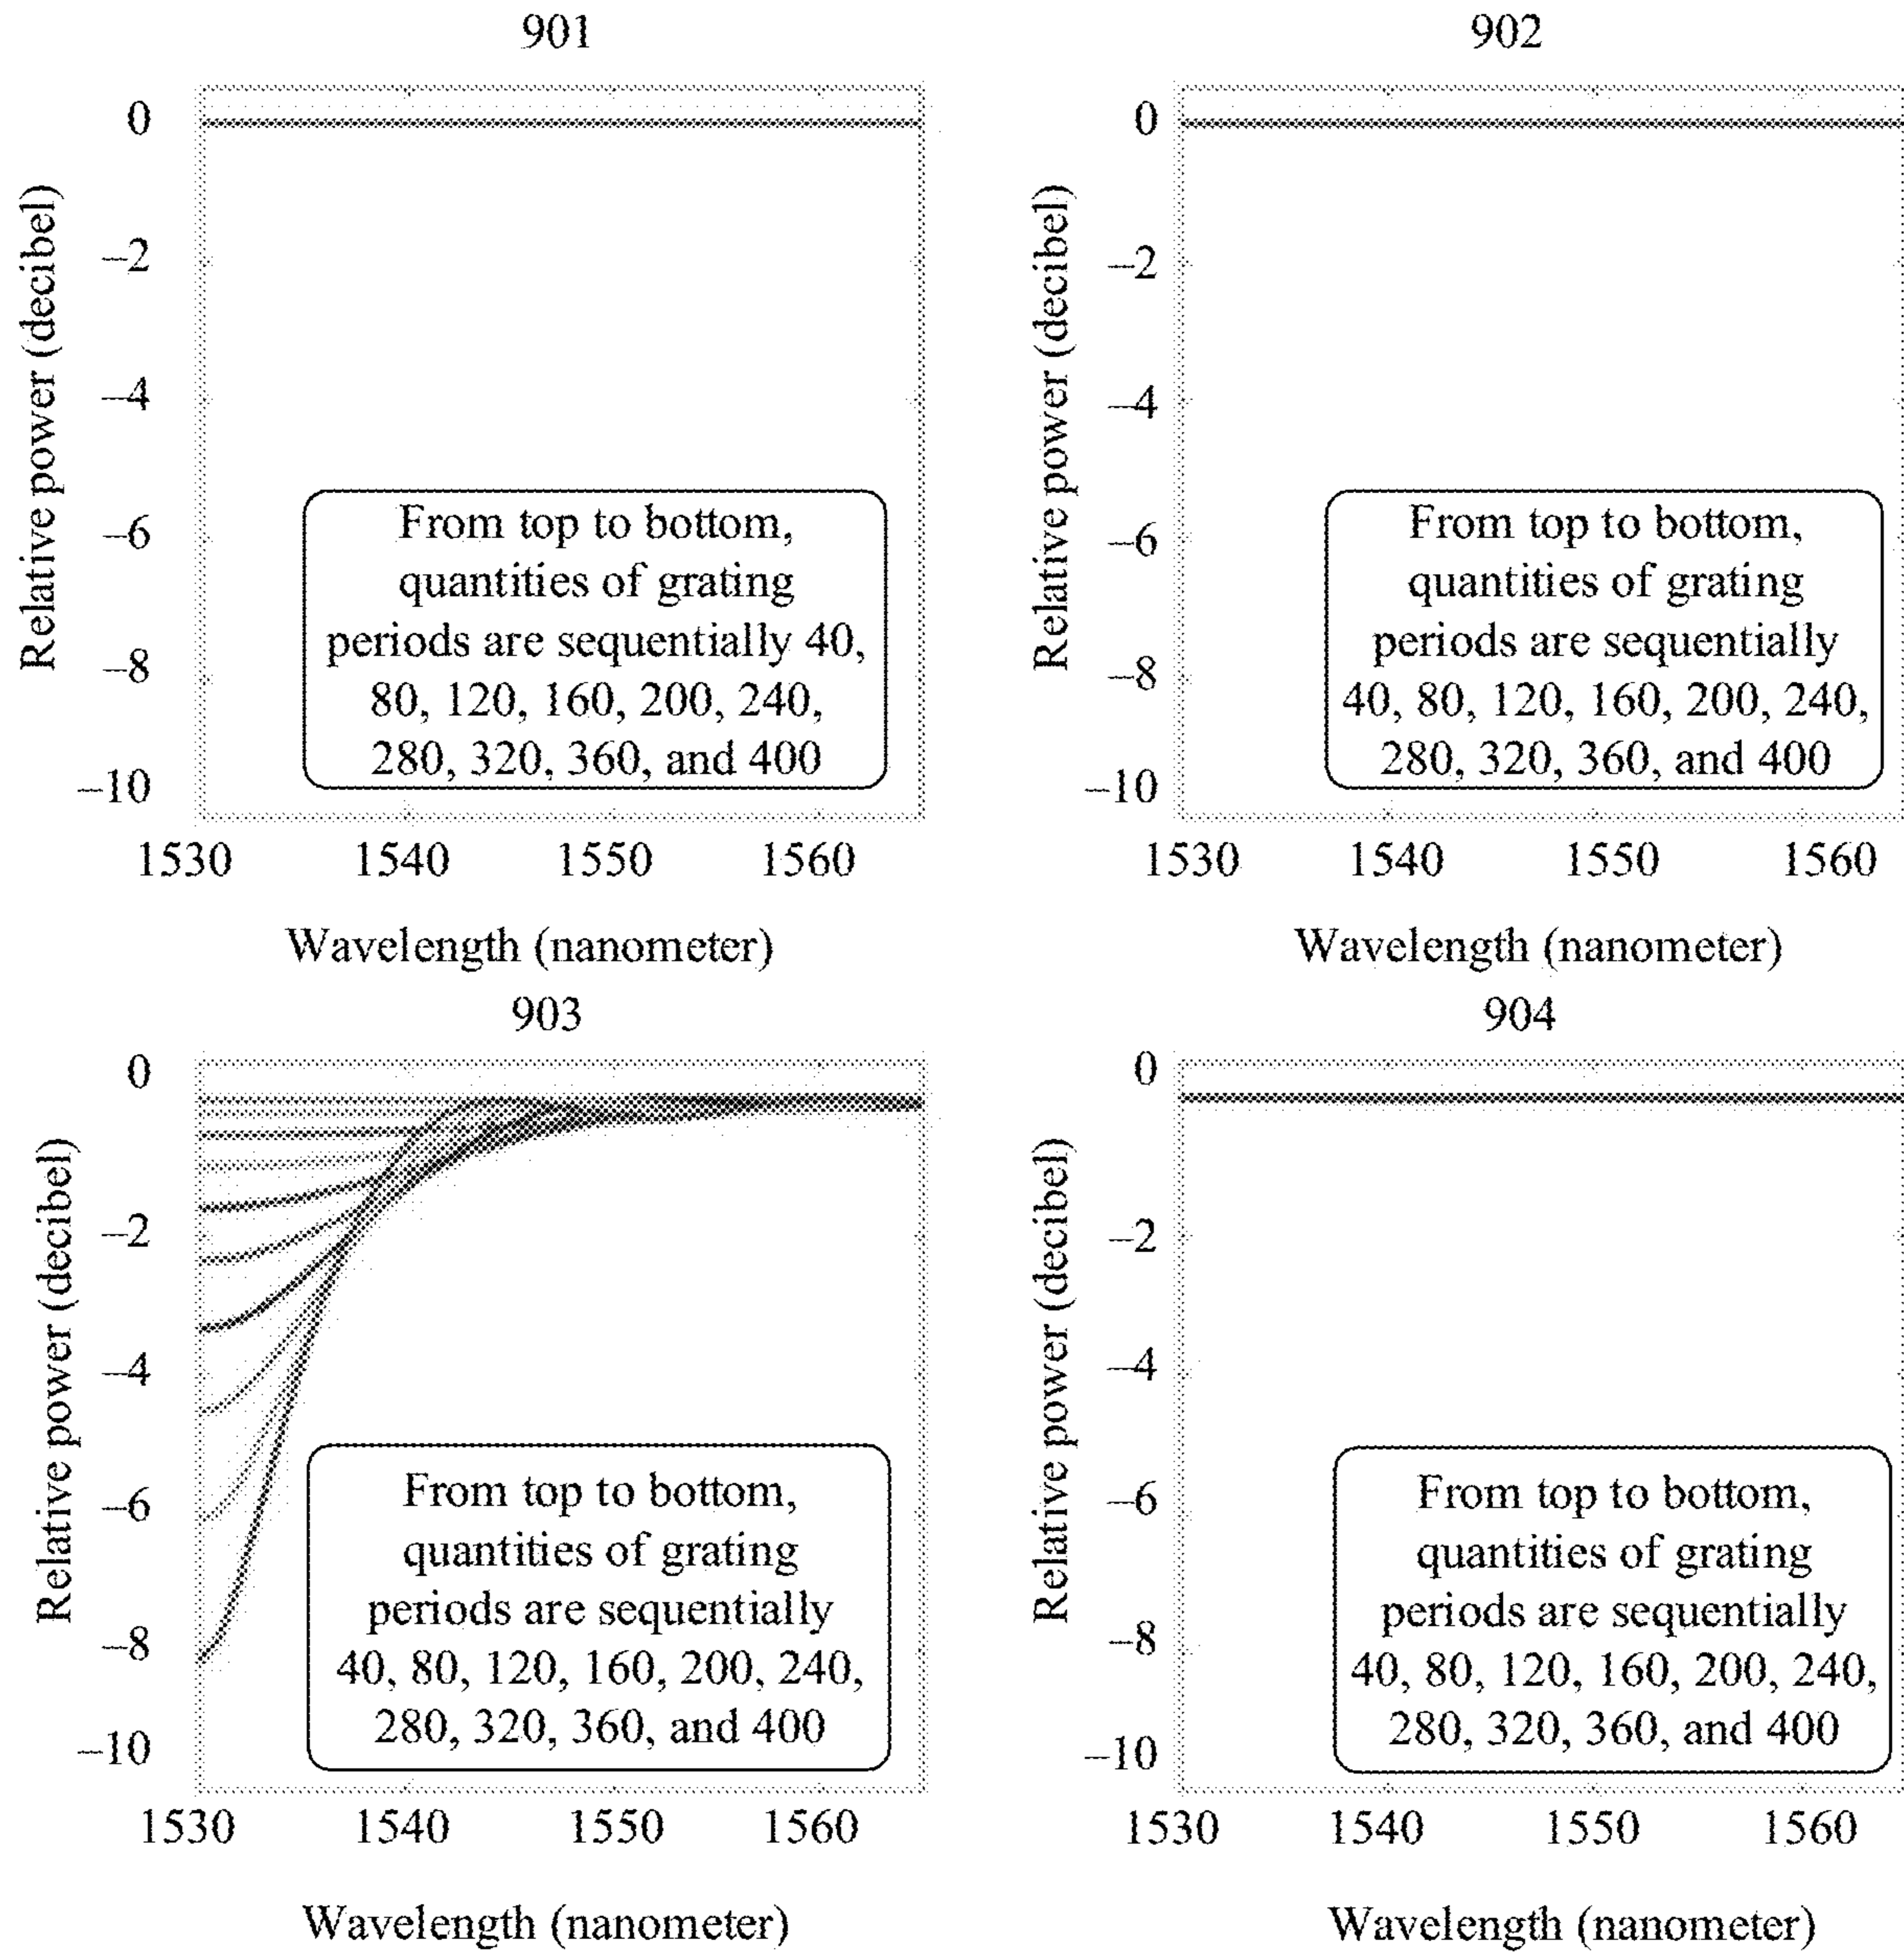 901
Relative power (decibel)
0
–2
–4
–6
–8
–10
From top to bottom,
quantities of grating
periods are sequentially 40,
80, 120, 160, 200, 240,
280, 320, 360, and 400
1530 1540 1550 1560
Wavelength (nanometer)
902
Relative power (decibel)
0
–2
–4
–6
–8
–10
From top to bottom,
quantities of grating
periods are sequentially
40, 80, 120, 160, 200, 240,
280, 320, 360, and 400
1530 1540 1550 1560
Wavelength (nanometer)
903
Relative power (decibel)
0
–2
–4
–6
–8
–10
From top to bottom,
quantities of grating
periods are sequentially
40, 80, 120, 160, 200, 240,
280, 320, 360, and 400
1530 1540 1550 1560
Wavelength (nanometer)
904
Relative power (decibel)
0
–2
–4
–6
–8
–10
From top to bottom,
quantities of grating
periods are sequentially
40, 80, 120, 160, 200, 240,
280, 320, 360, and 400
1530 1540 1550 1560
Wavelength (nanometer)